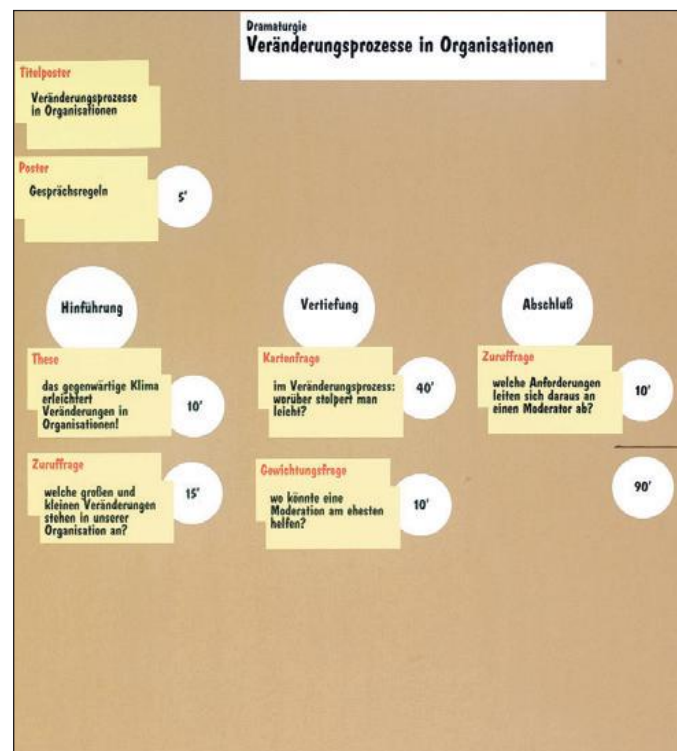 Dramaturgie
Veränderungsprozesse in Organisationen
Titelposter
Veränderungsprozesse
in Organisationen
Poster
Gesprächsregeln
5'
Hinführung
These
das gegenwärtige Klima
erleichtert
Veränderungen in
Organisationen!
10'
Zuruffrage
welche großen und
kleinen Veränderungen
stehen in unserer
Organisation an?
15'
Vertiefung
Kartenfrage
im Veränderungsprozess:
worüber stolpert man
leicht?
40'
Gewichtungsfrage
wo könnte eine
Moderation am ehesten
helfen?
10'
Abschluß
Zuruffrage
welche Anforderungen
leiten sich daraus an
einen Moderator ab?
10'
90'